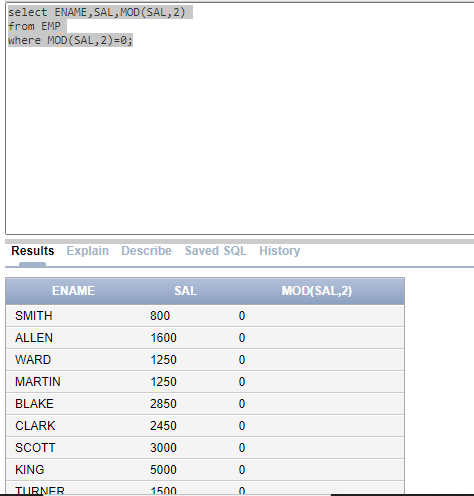 select ENAME,SAL,MOD(SAL,2)
from EMP
where MOD(SAL,2)=0;
Results Explain Describe Saved SQL History
ENAME SAL MOD(SAL,2)
SMITH 800 0
ALLEN 1600 0
WARD 1250 0
MARTIN 1250 0
BLAKE 2850 0
CLARK 2450 0
SCOTT 3000 0
KING 5000 0
TURNER 1500 0